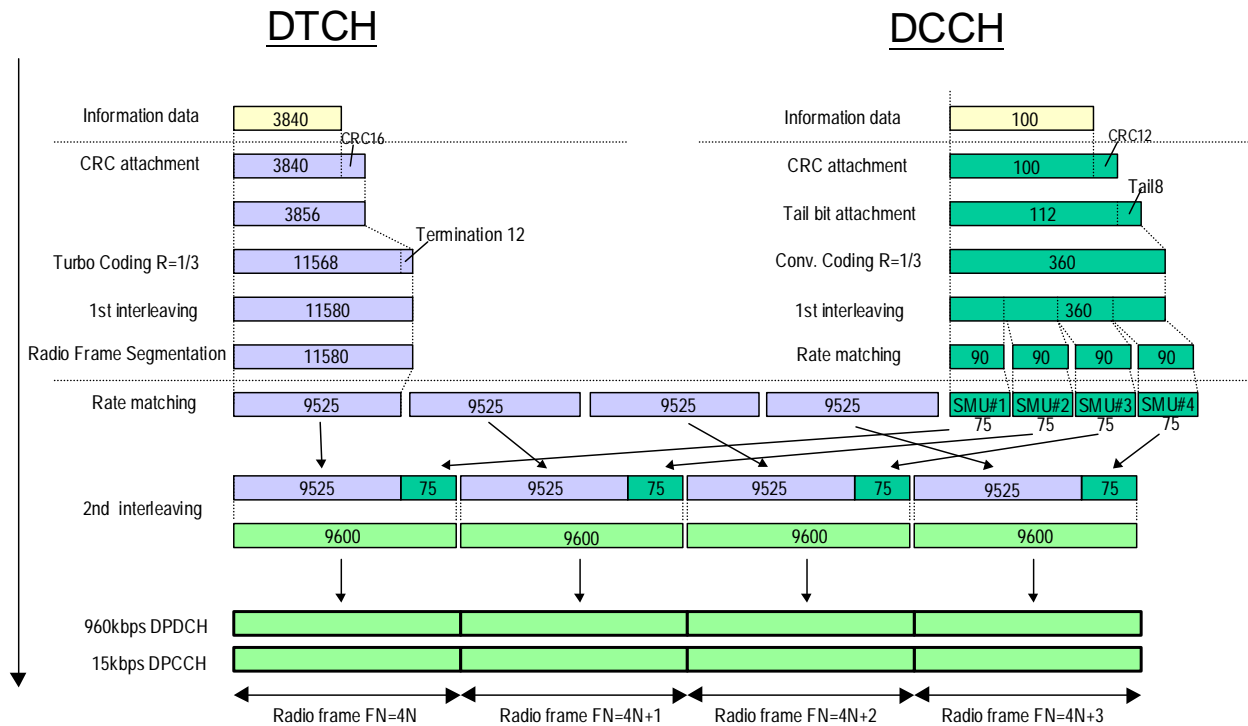 DTCH
DCCH
Information data
3840
Information data
100
CRC16
CRC12
CRC attachment
3840
CRC attachment
100
Tail8
3856
Tail bit attachment
112
Termination 12
Turbo Coding R=1/3
11568
Conv. Coding R=1/3
360
1st interleaving
11580
1st interleaving
360
Radio Frame Segmentation
11580
Rate matching
90
90
90
90
Rate matching
9525
9525
9525
9525
SMU#1
SMU#2
SMU#3
SMU#4
75
75
75
75
2nd interleaving
9525
75
9525
75
9525
75
9525
75
9600
9600
9600
9600
960kbps DPDCH
15kbps DPCCH
Radio frame FN=4N
Radio frame FN=4N+1
Radio frame FN=4N+2
Radio frame FN=4N+3